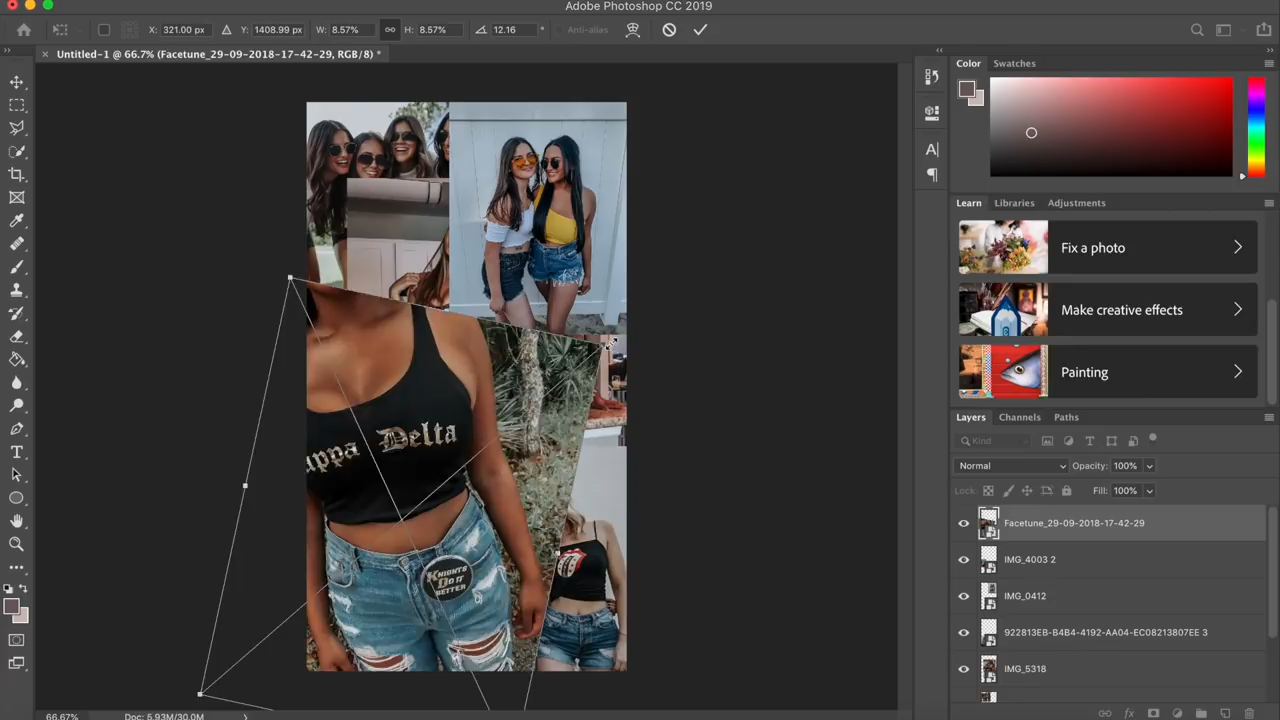 Adobe Photoshop CC 2019
X: 321.00 px Y: 1408.99 px W: 8.57% H: 8.57% 12.16 ° Anti-alias
Untitled-1 @ 66.7% (Facetune_29-09-2018-17-42-29, RGB/8) *
Color Swatches
Learn Libraries Adjustments
Fix a photo
Make creative effects
Painting
Layers Channels Paths
Kind
Normal Opacity: 100%
Lock: Fill: 100%
Facetune_29-09-2018-17-42-29
IMG_4003 2
IMG_0412
922813EB-B4B4-4192-AA04-EC08213807EE 3
IMG_5318
appa Delta
KNIGHTS
DO IT
BETTER
66.67% Doc: 5.93M/30.0M